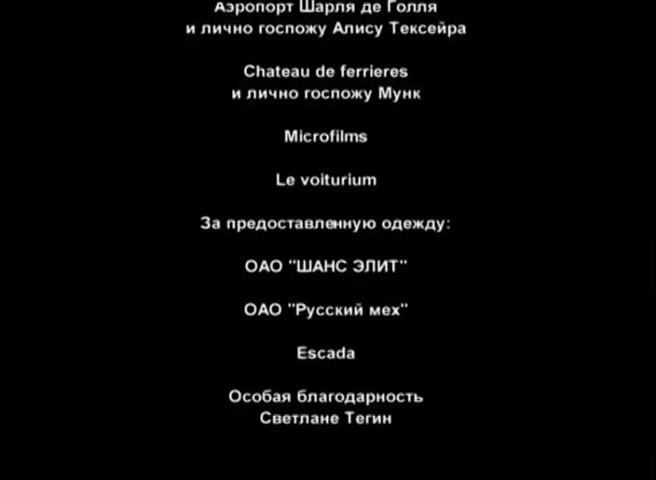 Аэропорт Шарля де Голля
и лично госпожу Алису Тексейра
Chateau de ferrieres
и лично госпожу Мунк
Microfilms
Le voiturium
За предоставленную одежду:
ОАО "ШАНС ЭЛИТ"
ОАО "Русский мех"
Escada
Особая благодарность
Светлане Тегин